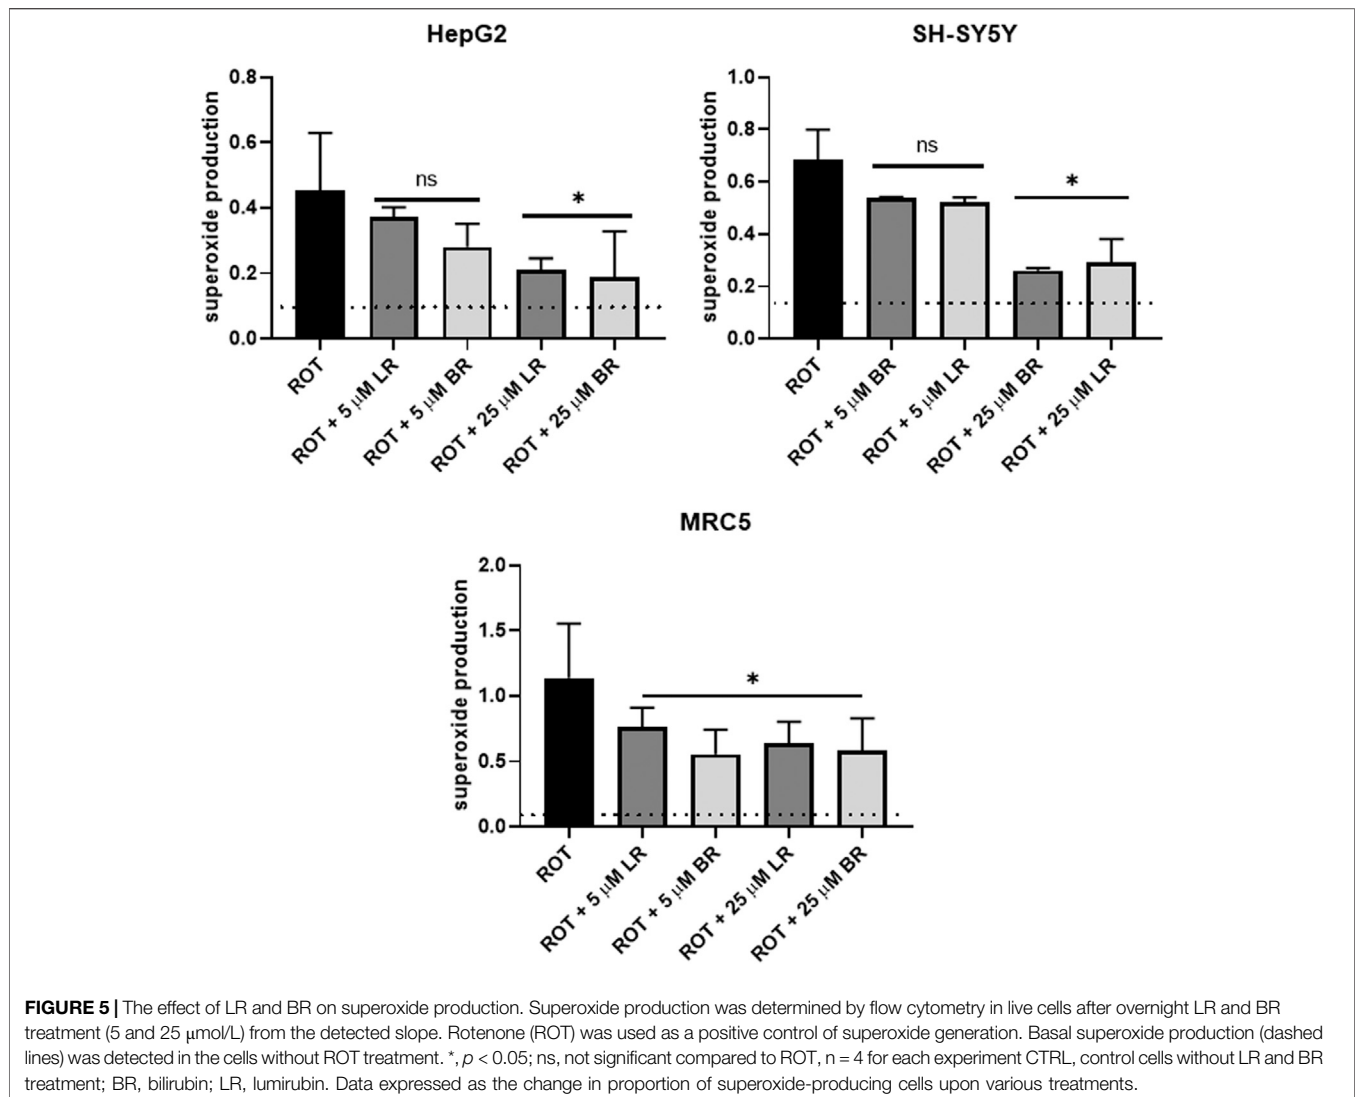 HepG2
superoxide production
0.8
0.6
0.4
0.2
0.0
ns
*
ROT
ROT + 5 μM LR
ROT + 5 μM BR
ROT + 25 μM LR
ROT + 25 μM BR
SH-SY5Y
superoxide production
1.0
0.8
0.6
0.4
0.2
0.0
ns
*
ROT
ROT + 5 μM BR
ROT + 5 μM LR
ROT + 25 μM BR
ROT + 25 μM LR
MRC5
superoxide production
2.0
1.5
1.0
0.5
0.0
*
ROT
ROT + 5 μM LR
ROT + 5 μM BR
ROT + 25 μM LR
ROT + 25 μM BR
FIGURE 5 | The effect of LR and BR on superoxide production. Superoxide production was determined by flow cytometry in live cells after overnight LR and BR
treatment (5 and 25 μmol/L) from the detected slope. Rotenone (ROT) was used as a positive control of superoxide generation. Basal superoxide production (dashed
lines) was detected in the cells without ROT treatment. *, p < 0.05; ns, not significant compared to ROT, n = 4 for each experiment CTRL, control cells without LR and BR
treatment; BR, bilirubin; LR, lumirubin. Data expressed as the change in proportion of superoxide-producing cells upon various treatments.